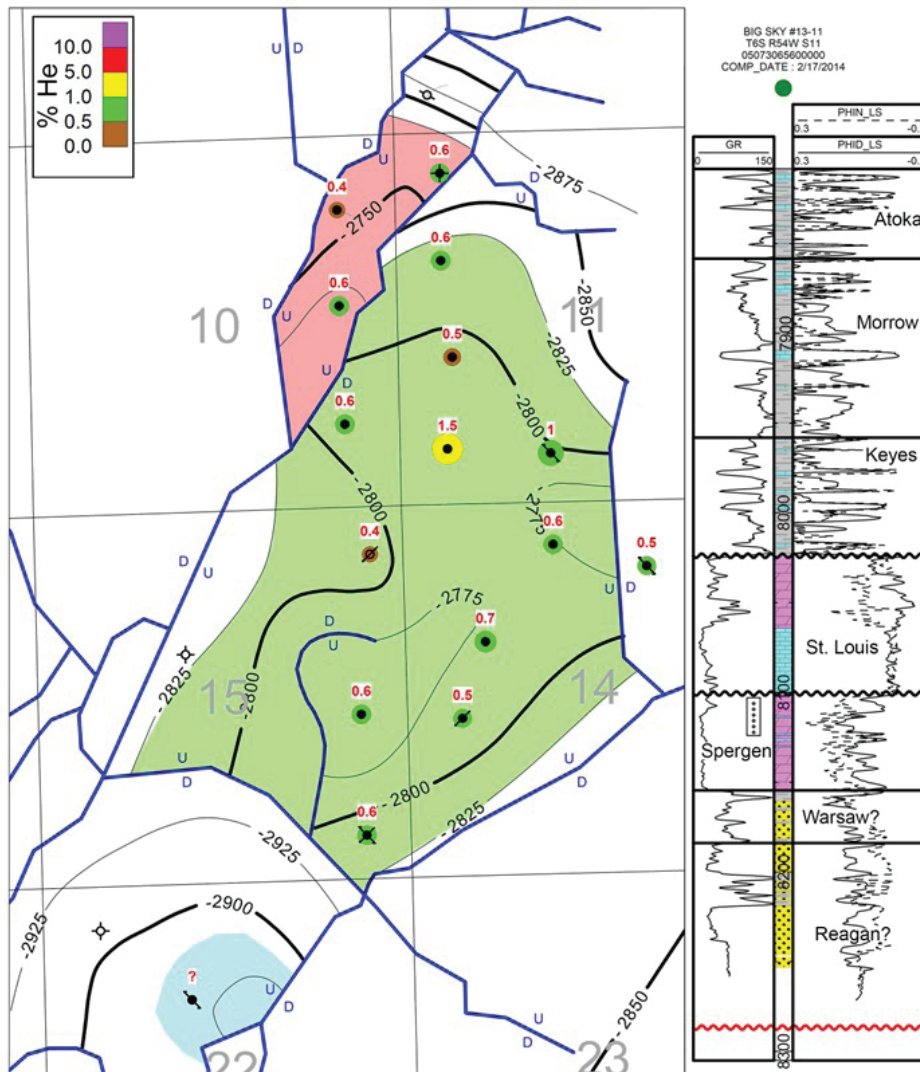 % He
10.0
5.0
1.0
0.5
0.0
U D
D
U
0.6
-2875
0.4
-2750
D
U
0.6
D
U
0.6
10
11
-2850
0.5
-2825
U
D
0.6
1.5
-2800
1
-2800
-2775
0.6
0.4
0.5
D
U
U D
-2775
D
U
0.7
-2825
15
-2800
0.6
0.5
14
U
D
-2800
U
D
0.6
-2825
-2925
-2900
-2925
?
U
D
-2850
U
D
22
23
BIG SKY #13-11
T6S R54W S11
05073065600000
COMP_DATE : 2/17/2014
PHIN_LS
0.3
GR
PHID_LS
0 150
0.3
Atoka
7900
Morrow
Keyes
8000
St. Louis
8100
Spergen
Warsaw?
8200
Reagan?
8300